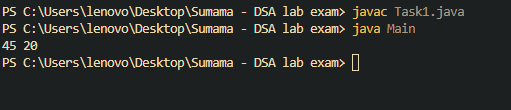 PS C:\Users\lenovo\Desktop\Sumama - DSA lab exam> javac Task1.java
PS C:\Users\lenovo\Desktop\Sumama - DSA lab exam> java Main
45 20
PS C:\Users\lenovo\Desktop\Sumama - DSA lab exam>